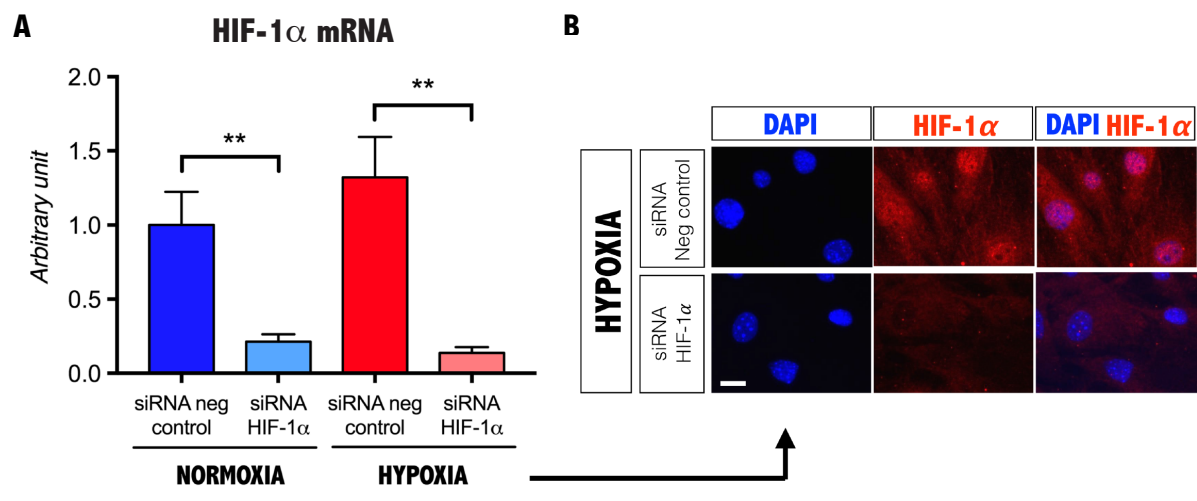 A
HIF-1α mRNA
Arbitrary unit
2.0
1.5
1.0
0.5
0.0
**
**
siRNA neg
control
siRNA
HIF-1α
siRNA neg
control
siRNA
HIF-1α
NORMOXIA
HYPOXIA
B
DAPI
HIF-1α
DAPI HIF-1α
HYPOXIA
siRNA
Neg control
siRNA
HIF-1α